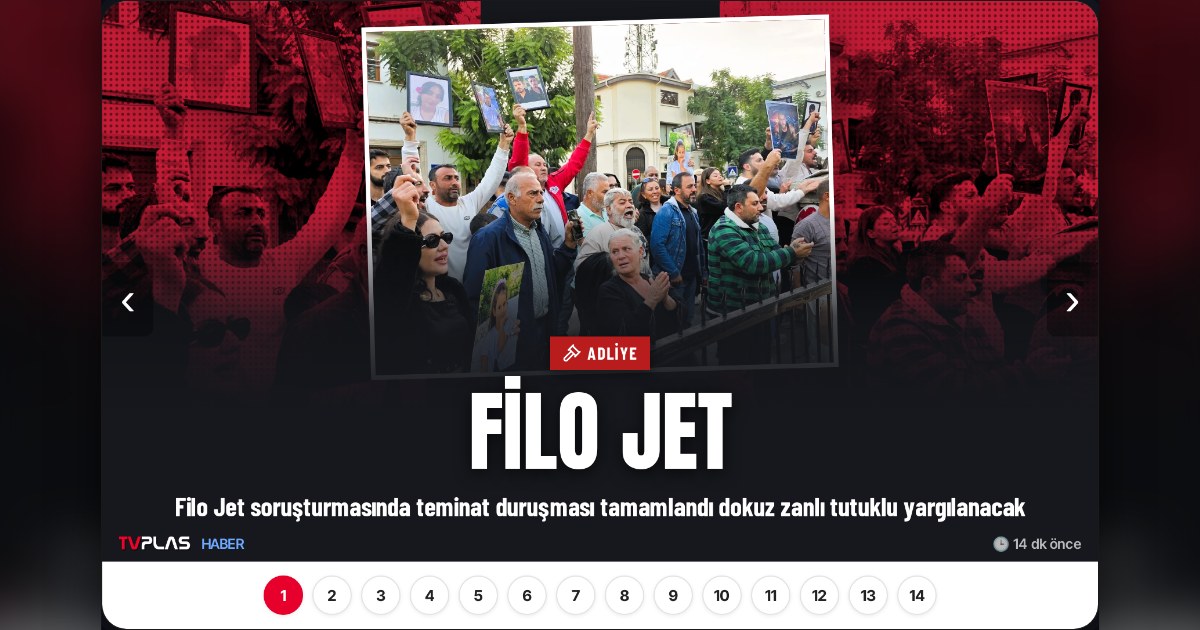 ADLİYE
FİLO JET
Filo Jet soruşturmasında teminat duruşması tamamlandı dokuz zanlı tutuklu yargılanacak
TVPLAS HABER
14 dk önce
1 2 3 4 5 6 7 8 9 10 11 12 13 14